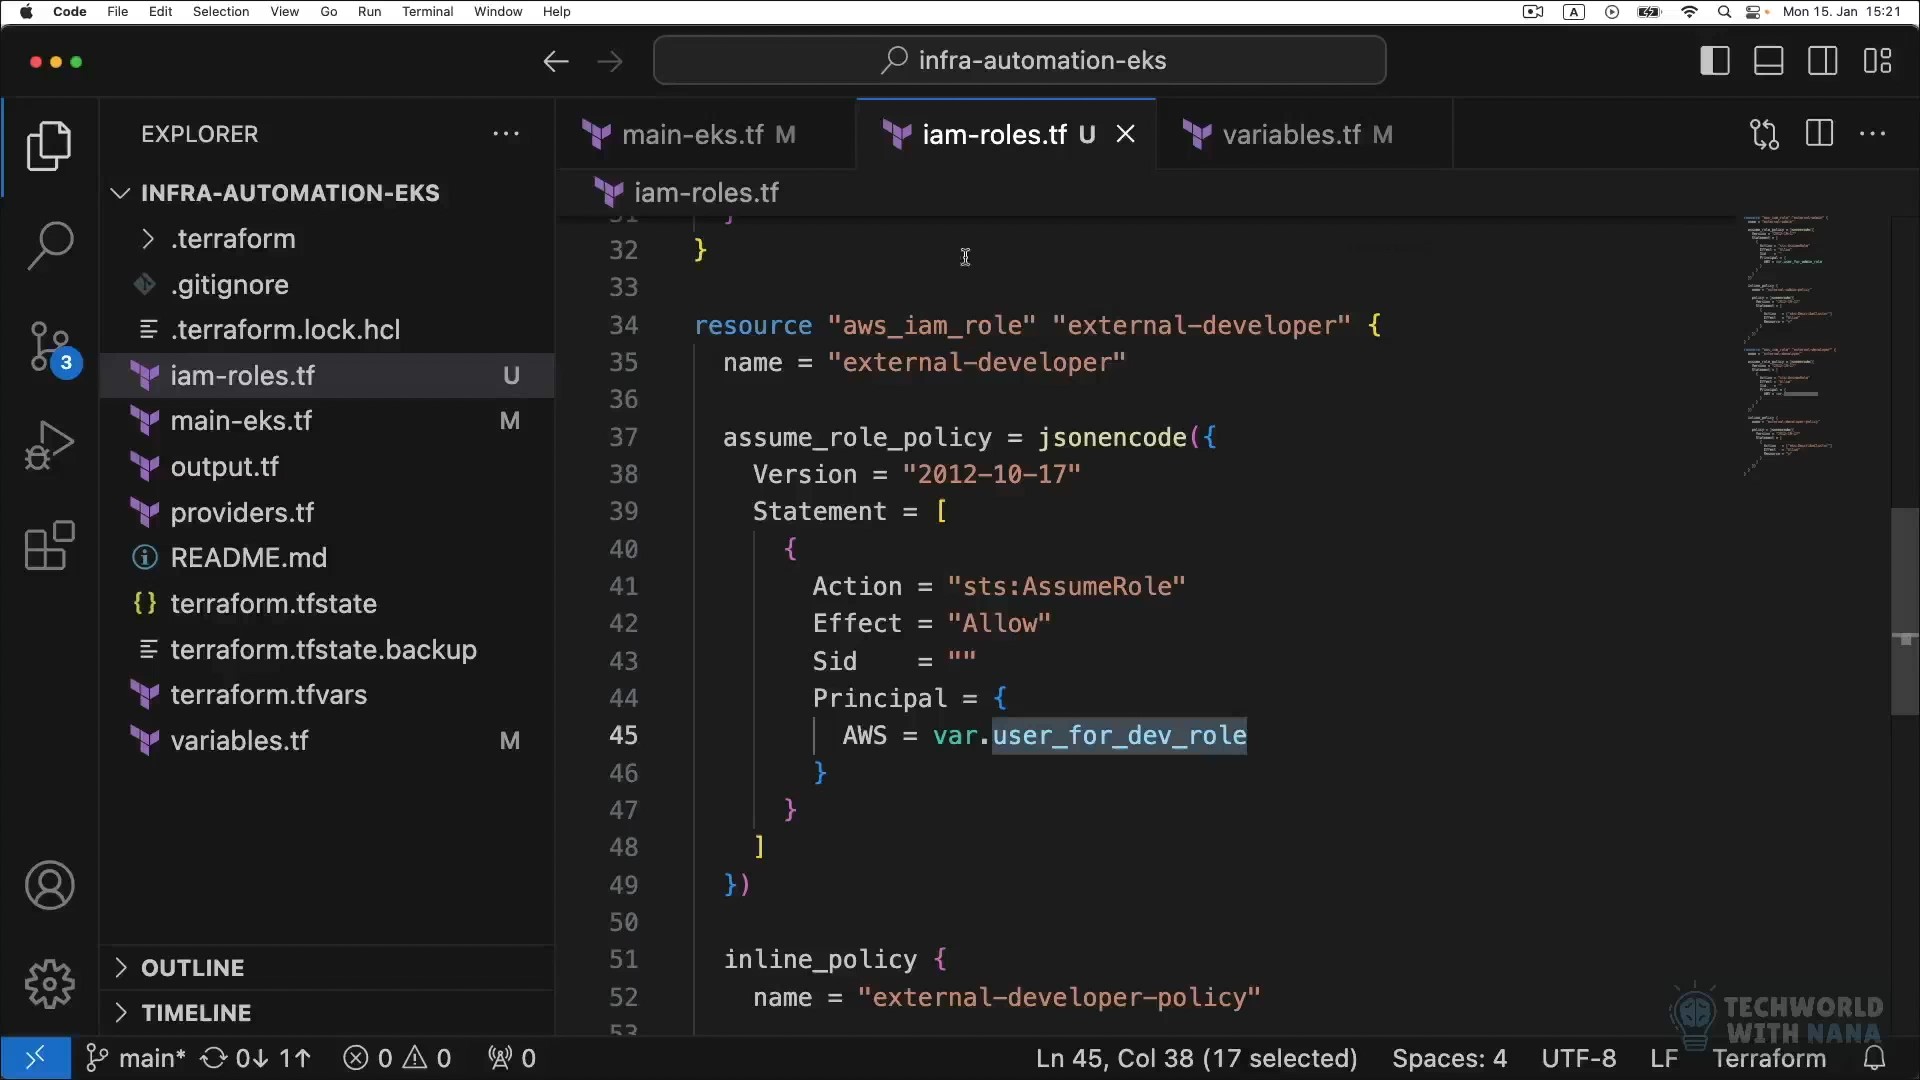 Code File Edit Selection View Go Run Terminal Window Help A Mon 15. Jan 15:21
infra-automation-eks
EXPLORER
main-eks.tf M
iam-roles.tf U
variables.tf M
INFRA-AUTOMATION-EKS
iam-roles.tf
.terraform
.gitignore
.terraform.lock.hcl
iam-roles.tf U
main-eks.tf M
output.tf
providers.tf
README.md
terraform.tfstate
terraform.tfstate.backup
terraform.tfvars
variables.tf M
3
OUTLINE
TIMELINE
31 }
32 }
33
34 resource "aws_iam_role" "external-developer" {
35 name = "external-developer"
36
37 assume_role_policy = jsonencode({
38 Version = "2012-10-17"
39 Statement = [
40 {
41 Action = "sts:AssumeRole"
42 Effect = "Allow"
43 Sid = ""
44 Principal = {
45 AWS = var.user_for_dev_role
46 }
47 }
48 ]
49 })
50
51 inline_policy {
52 name = "external-developer-policy"
53
TECHWORLD
WITH NANA
main* 0↓ 1↑ 0 0 0 Ln 45, Col 38 (17 selected) Spaces: 4 UTF-8 LF Terraform